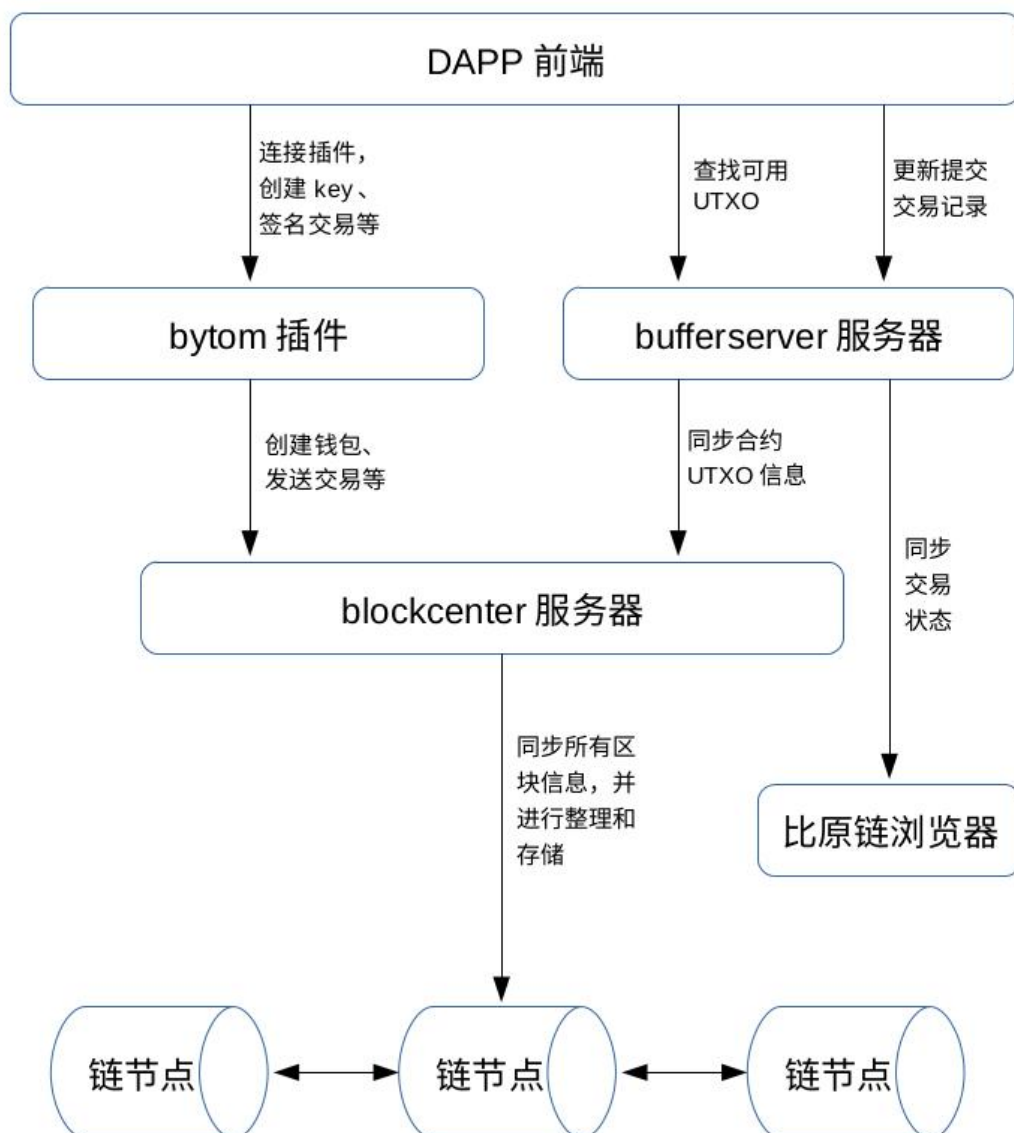 DAPP 前端
连接插件，
创建 key、
签名交易等
查找可用
UTXO
更新提交
交易记录
bytom 插件
bufferserver 服务器
创建钱包、
发送交易等
同步合约
UTXO 信息
同步
交易
状态
blockcenter 服务器
同步所有区
块信息，并
进行整理和
存储
比原链浏览器
链节点
链节点
链节点